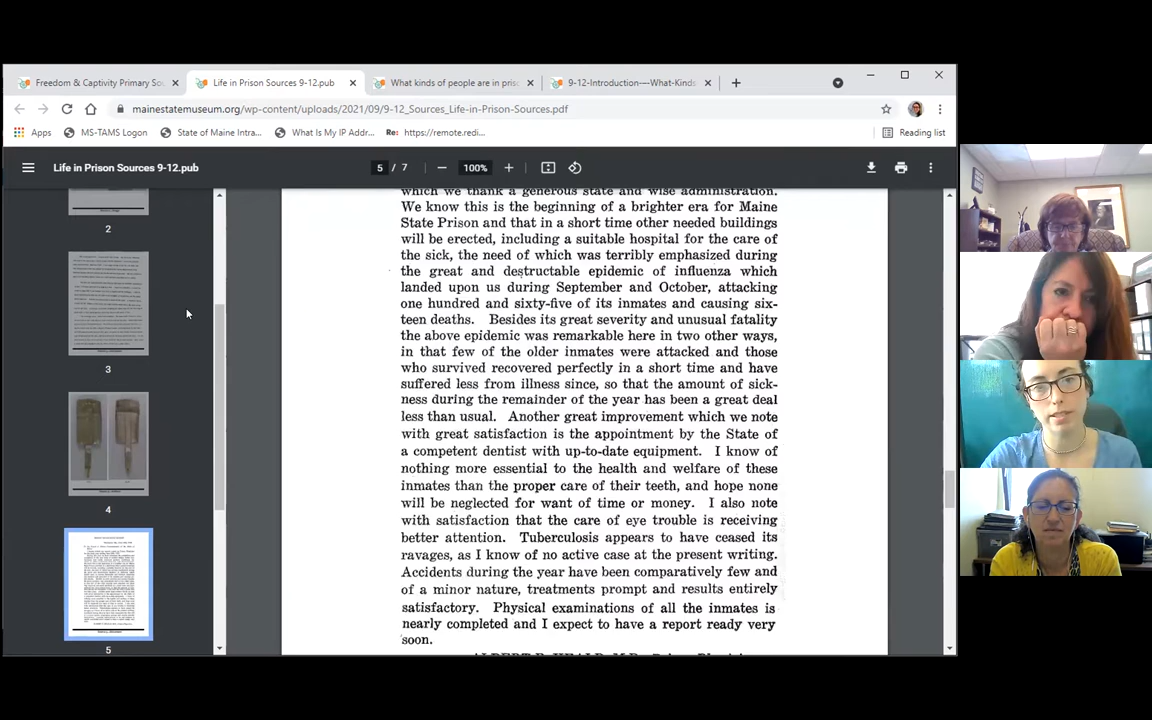 Freedom & Captivity Primary Sou
Life in Prison Sources 9-12.pub
What kinds of people are in priso
9-12-Introduction-—What-Kinds
mainestatemuseum.org/wp-content/uploads/2021/09/9-12_Sources_Life-in-Prison-Sources.pdf
Apps
MS-TAMS Logon
State of Maine Intra...
What Is My IP Addr...
Re: https://remote.redi...
Reading list
Life in Prison Sources 9-12.pub
5 / 7
100%
2
3
4
5
which we thank a generous state and wise administration.
We know this is the beginning of a brighter era for Maine
State Prison and that in a short time other needed buildings
will be erected, including a suitable hospital for the care of
the sick, the need of which was terribly emphasized during
the great and destructable epidemic of influenza which
landed upon us during September and October, attacking
one hundred and sixty-five of its inmates and causing six-
teen deaths. Besides its great severity and unusual fatality
the above epidemic was remarkable here in two other ways,
in that few of the older inmates were attacked and those
who survived recovered perfectly in a short time and have
suffered less from illness since, so that the amount of sick-
ness during the remainder of the year has been a great deal
less than usual. Another great improvement which we note
with great satisfaction is the appointment by the State of
a competent dentist with up-to-date equipment. I know of
nothing more essential to the health and welfare of these
inmates than the proper care of their teeth, and hope none
will be neglected for want of time or money. I also note
with satisfaction that the care of eye trouble is receiving
better attention. Tuberculosis appears to have ceased its
ravages, as I know of no active case at the present writing.
Accidents during the year have been comparatively few and
of a minor nature, treatments prompt and results entirely
satisfactory. Physical examinations of all the inmates is
nearly completed and I expect to have a report ready very
soon.